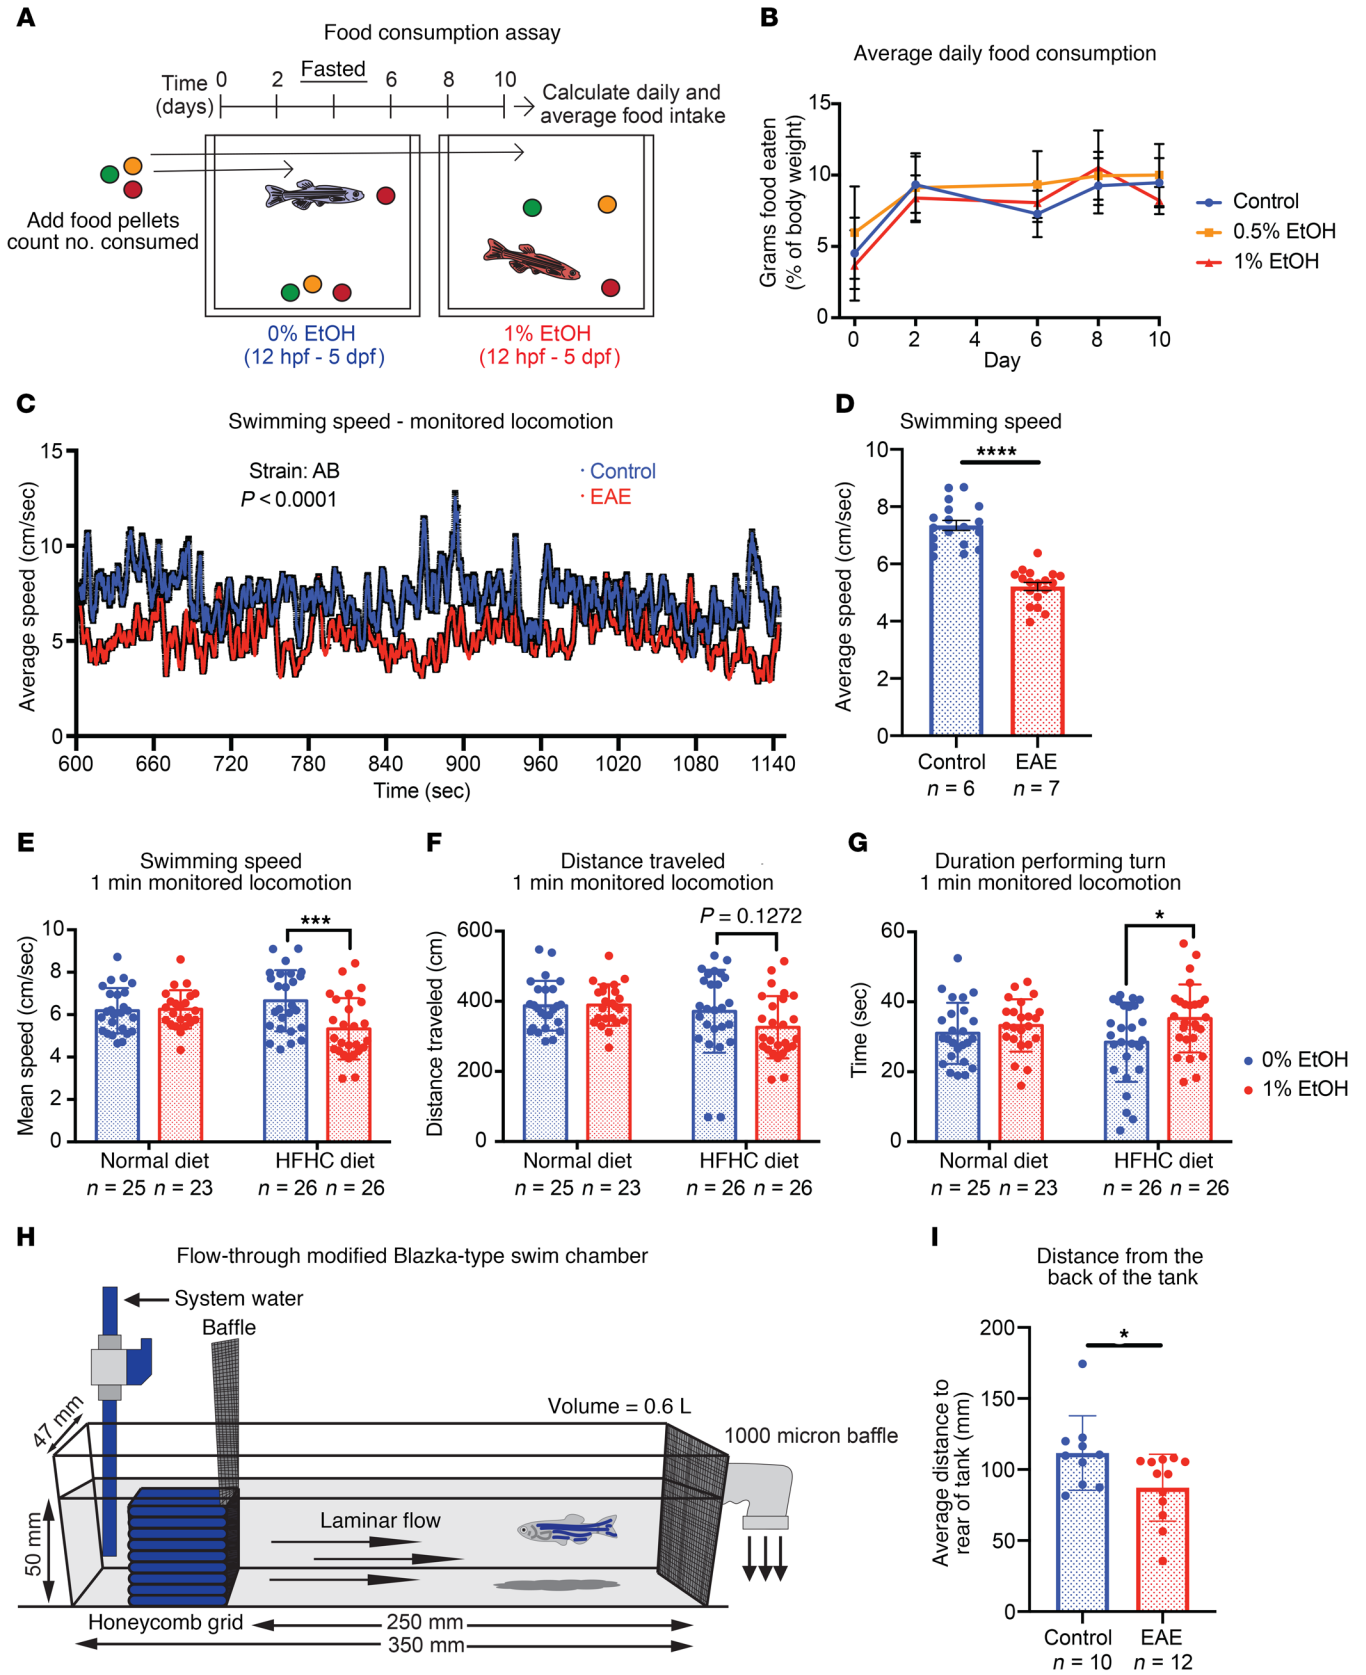 A
Food consumption assay
Fasted
Time (days)
0 2 6 8 10
Calculate daily and
average food intake
Add food pellets
count no. consumed
0% EtOH
(12 hpf - 5 dpf)
1% EtOH
(12 hpf - 5 dpf)
B
Average daily food consumption
Grams food eaten
(% of body weight)
15
10
5
0
0 2 4 6 8 10
Day
Control
0.5% EtOH
1% EtOH
C
Swimming speed - monitored locomotion
Strain: AB
P < 0.0001
Control
EAE
Average speed (cm/sec)
15
10
5
0
600 660 720 780 840 900 960 1020 1080 1140
Time (sec)
D
Swimming speed
****
Average speed (cm/sec)
10
8
6
4
2
0
Control EAE
n = 6 n = 7
E
Swimming speed
1 min monitored locomotion
***
Mean speed (cm/sec)
10
8
6
4
2
0
Normal diet HFHC diet
n = 25 n = 23 n = 26 n = 26
F
Distance traveled
1 min monitored locomotion
P = 0.1272
Distance traveled (cm)
600
400
200
0
Normal diet HFHC diet
n = 25 n = 23 n = 26 n = 26
G
Duration performing turn
1 min monitored locomotion
*
Time (sec)
60
40
20
0
Normal diet HFHC diet
n = 25 n = 23 n = 26 n = 26
0% EtOH
1% EtOH
H
Flow-through modified Blazka-type swim chamber
System water
Baffle
47 mm
Volume = 0.6 L
1000 micron baffle
50 mm
Laminar flow
Honeycomb grid
250 mm
350 mm
I
Distance from the
back of the tank
*
Average distance to
rear of tank (mm)
200
150
100
50
0
Control EAE
n = 10 n = 12